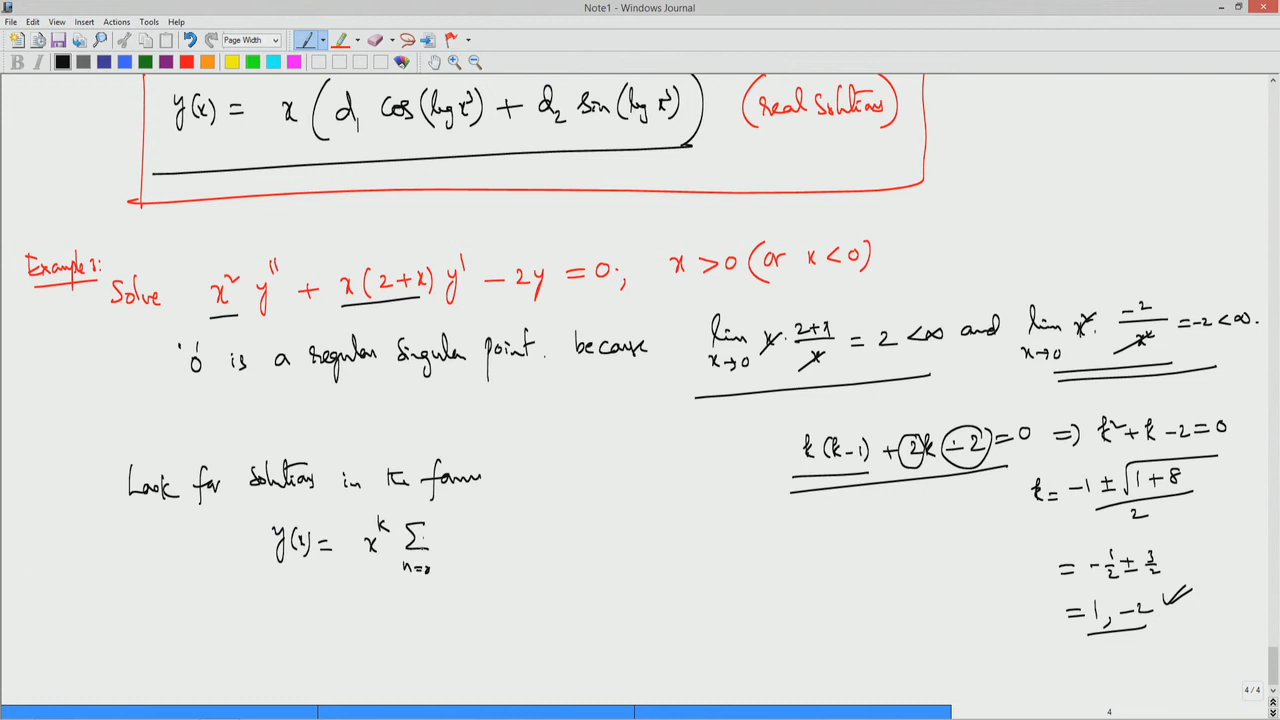 Note1 - Windows Journal
File Edit View Insert Actions Tools Help
Page Width
B I
y(x) = x (d₁ cos(log x³) + d₂ sin(log x³)) (real solutions)
Example:
Solve x² y'' + x(2+x) y' - 2y = 0; x > 0 (or x < 0)
'0' is a regular singular point. because lim x→0 x · (2+x)/x = 2 < ∞ and lim x→0 x² · -2/x² = -2 < ∞.
k(k-1) + 2k - 2 = 0 ⇒ k² + k - 2 = 0
k = (-1 ± √(1+8))/2
= -1/2 ± 3/2
= 1, -2 ✓
Look for solutions in the form
y(x) = x^k Σ n=0
4 / 4
4